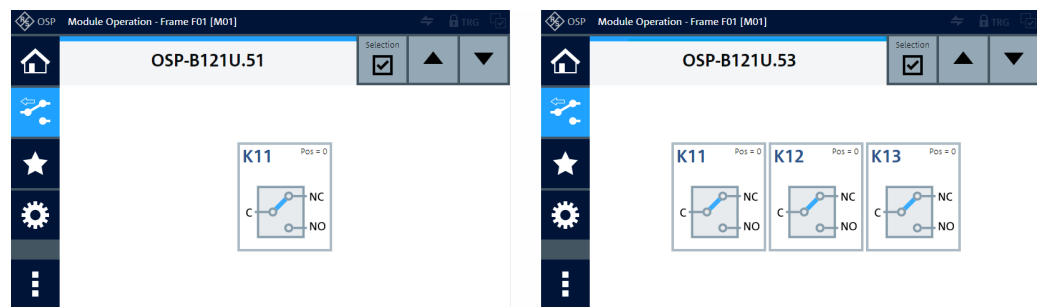 OSP Module Operation - Frame F01 [M01] TRG
OSP-B121U.51
Selection
K11 Pos = 0
NC
C
NO
OSP Module Operation - Frame F01 [M01] TRG
OSP-B121U.53
Selection
K11 Pos = 0 K12 Pos = 0 K13 Pos = 0
NC NC NC
C C C
NO NO NO